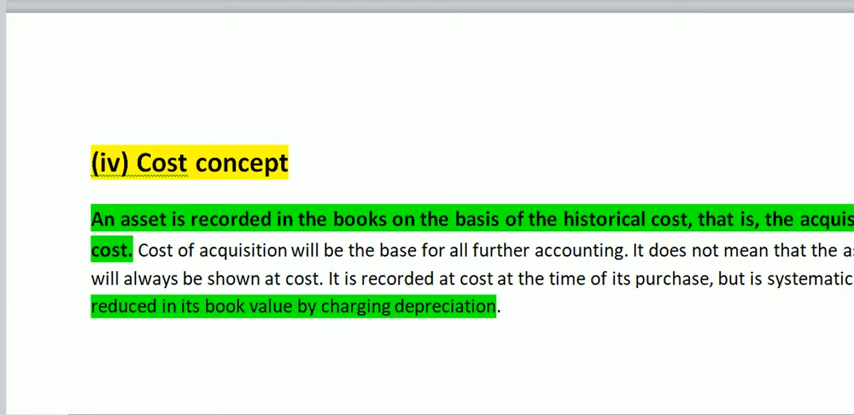 (iv) Cost concept
An asset is recorded in the books on the basis of the historical cost, that is, the
cost. Cost of acquisition will be the base for all further accounting. It does not mean that the
will always be shown at cost. It is recorded at cost at the time of its purchase, but is
reduced in its book value by charging depreciation.